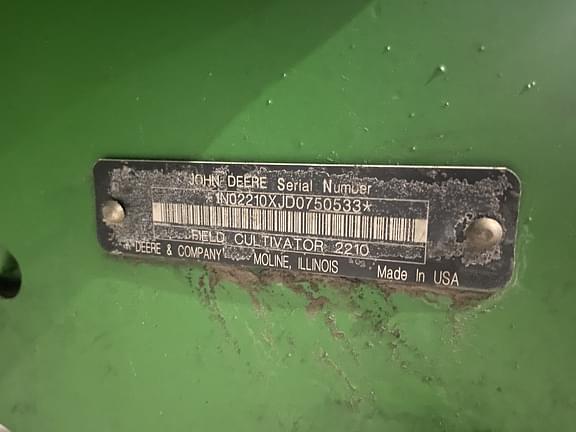 JOHN DEERE Serial Number
*1N02210XJD0750533*
FIELD CULTIVATOR 2210
DEERE & COMPANY MOLINE, ILLINOIS Made In USA